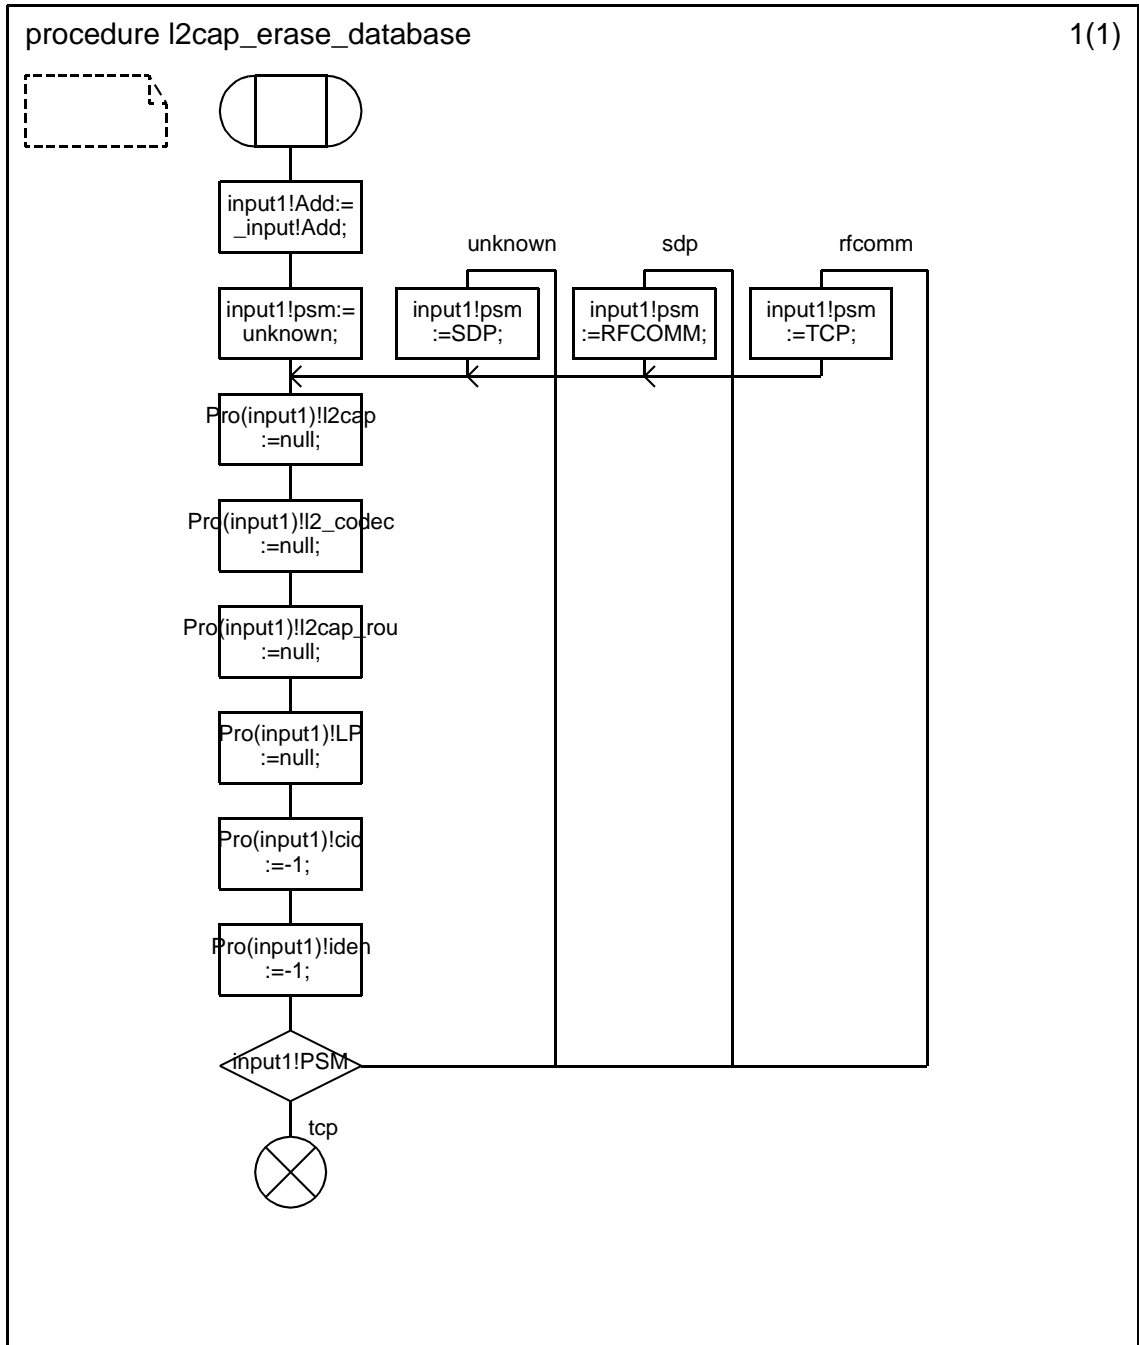 procedure l2cap_erase_database
1(1)
input1!Add:=
_input!Add;
unknown
sdp
rfcomm
input1!psm:=
unknown;
input1!psm
:=SDP;
input1!psm
:=RFCOMM;
input1!psm
:=TCP;
Pro(input1)!l2cap
:=null;
Pro(input1)!l2_codec
:=null;
Pro(input1)!l2cap_rou
:=null;
Pro(input1)!LP
:=null;
Pro(input1)!cid
:=-1;
Pro(input1)!iden
:=-1;
input1!PSM
tcp